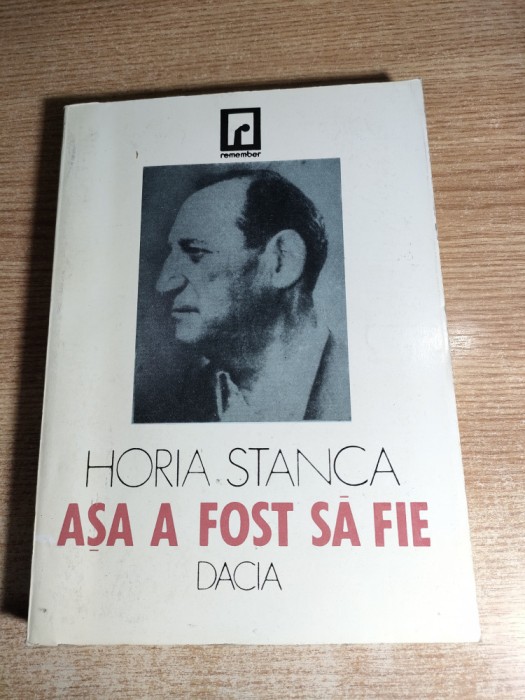 remember
HORIA STANCA
AȘA A FOST SĂ FIE
DACIA